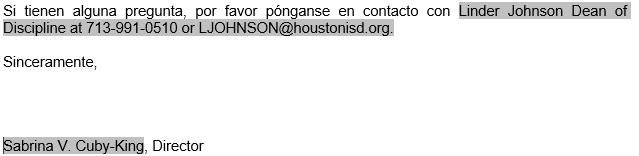 Si tienen alguna pregunta, por favor pónganse en contacto con Linder Johnson Dean of
Discipline at 713-991-0510 or LJOHNSON@houstonisd.org.
Sinceramente,
Sabrina V. Cuby-King, Director